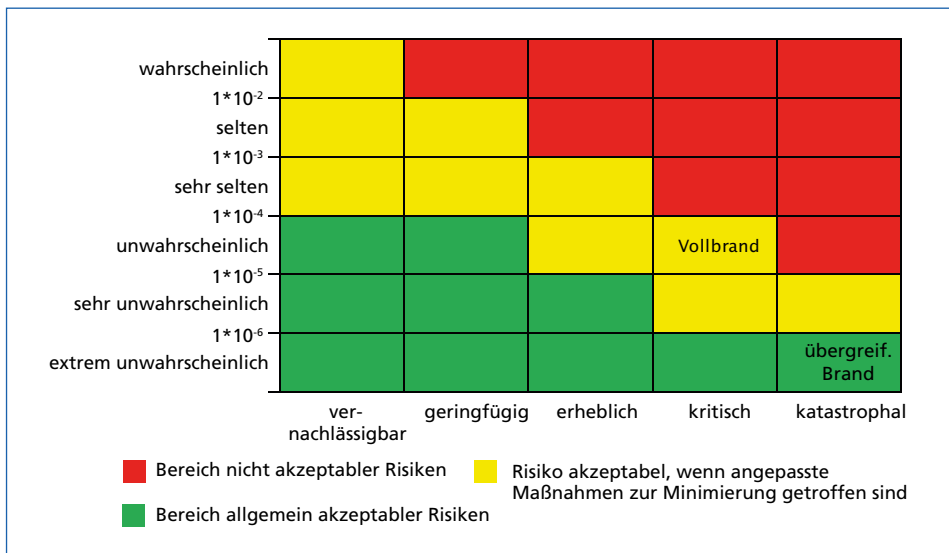 wahrscheinlich
1*10-2
selten
1*10-3
sehr selten
1*10-4
unwahrscheinlich
Vollbrand
1*10-5
sehr unwahrscheinlich
1*10-6
extrem unwahrscheinlich
übergreif.
Brand
ver-
nachlässigbar
geringfügig
erheblich
kritisch
katastrophal
Bereich nicht akzeptabler Risiken
Risiko akzeptabel, wenn angepasste
Maßnahmen zur Minimierung getroffen sind
Bereich allgemein akzeptabler Risiken